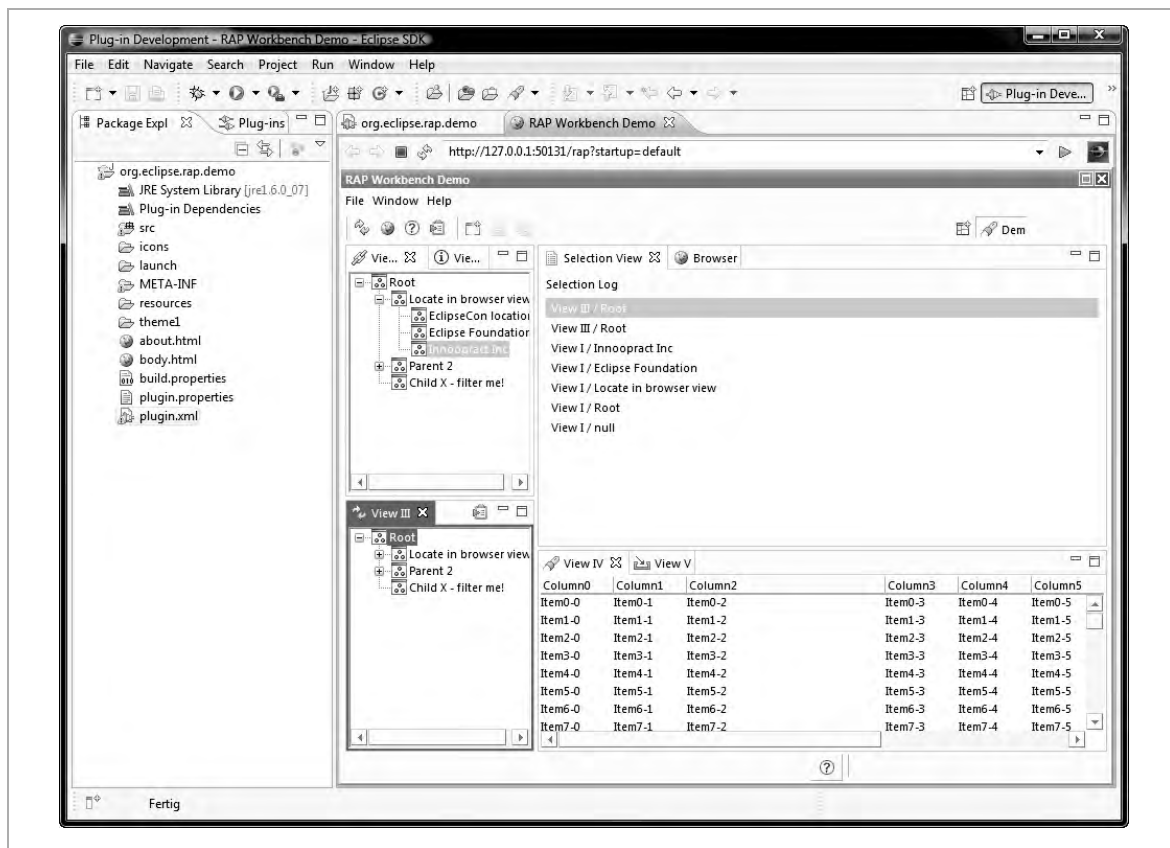 Plug-in Development - RAP Workbench Demo - Eclipse SDK
File Edit Navigate Search Project Run Window Help
Plug-in Deve...
Package Expl
Plug-ins
org.eclipse.rap.demo
JRE System Library [jre1.6.0_07]
Plug-in Dependencies
src
icons
launch
META-INF
resources
theme1
about.html
body.html
build.properties
plugin.properties
plugin.xml
org.eclipse.rap.demo
RAP Workbench Demo
http://127.0.0.1:50131/rap?startup=default
RAP Workbench Demo
File Window Help
Dem
Vie...
Vie...
Root
Locate in browser view
EclipseCon location
Eclipse Foundation
Innoopract Inc
Parent 2
Child X - filter me!
Selection View
Browser
Selection Log
View III / Root
View III / Root
View I / Innoopract Inc
View I / Eclipse Foundation
View I / Locate in browser view
View I / Root
View I / null
View III
Root
Locate in browser view
Parent 2
Child X - filter me!
View IV
View V
Column0 Column1 Column2 Column3 Column4 Column5
Item0-0 Item0-1 Item0-2 Item0-3 Item0-4 Item0-5
Item1-0 Item1-1 Item1-2 Item1-3 Item1-4 Item1-5
Item2-0 Item2-1 Item2-2 Item2-3 Item2-4 Item2-5
Item3-0 Item3-1 Item3-2 Item3-3 Item3-4 Item3-5
Item4-0 Item4-1 Item4-2 Item4-3 Item4-4 Item4-5
Item5-0 Item5-1 Item5-2 Item5-3 Item5-4 Item5-5
Item6-0 Item6-1 Item6-2 Item6-3 Item6-4 Item6-5
Item7-0 Item7-1 Item7-2 Item7-3 Item7-4 Item7-5
Fertig